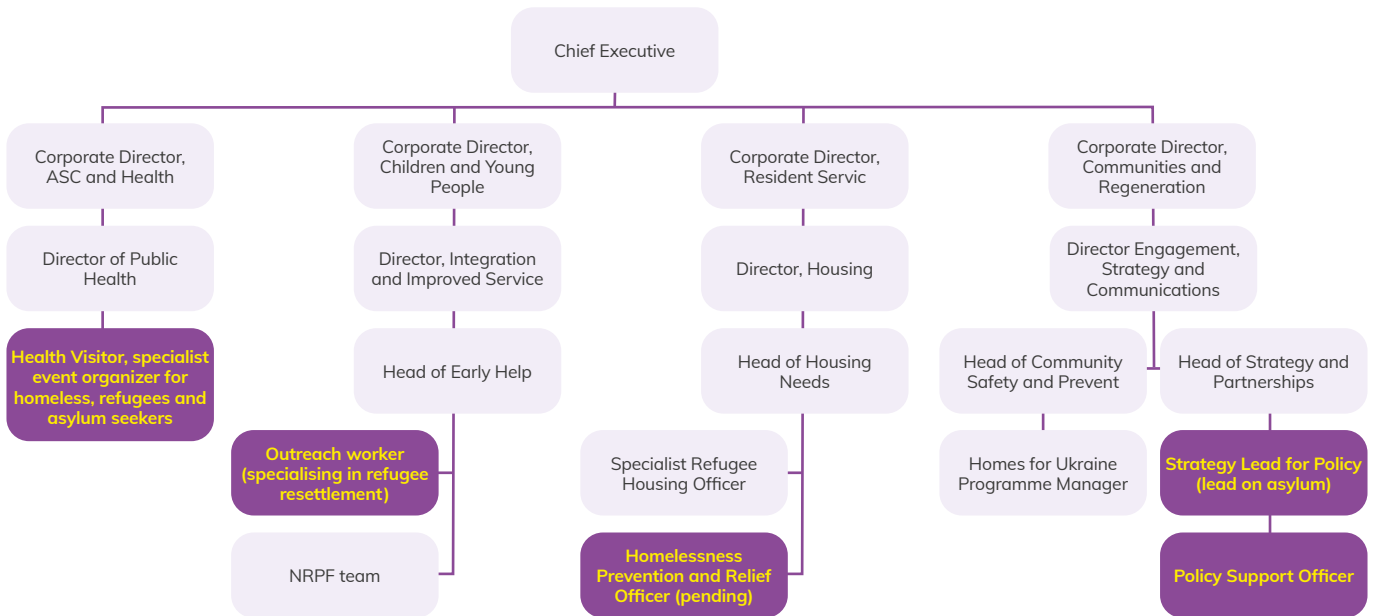 Chief Executive
Corporate Director,
ASC and Health
Corporate Director,
Children and Young
People
Corporate Director,
Resident Servic
Corporate Director,
Communities and
Regeneration
Director of Public
Health
Director, Integration
and Improved Service
Director, Housing
Director Engagement,
Strategy and
Communications
Health Visitor, specialist
event organizer for
homeless, refugees and
asylum seekers
Head of Early Help
Head of Housing
Needs
Head of Community
Safety and Prevent
Head of Strategy and
Partnerships
Outreach worker
(specialising in refugee
resettlement)
Specialist Refugee
Housing Officer
Homes for Ukraine
Programme Manager
Strategy Lead for Policy
(lead on asylum)
NRPF team
Homelessness
Prevention and Relief
Officer (pending)
Policy Support Officer